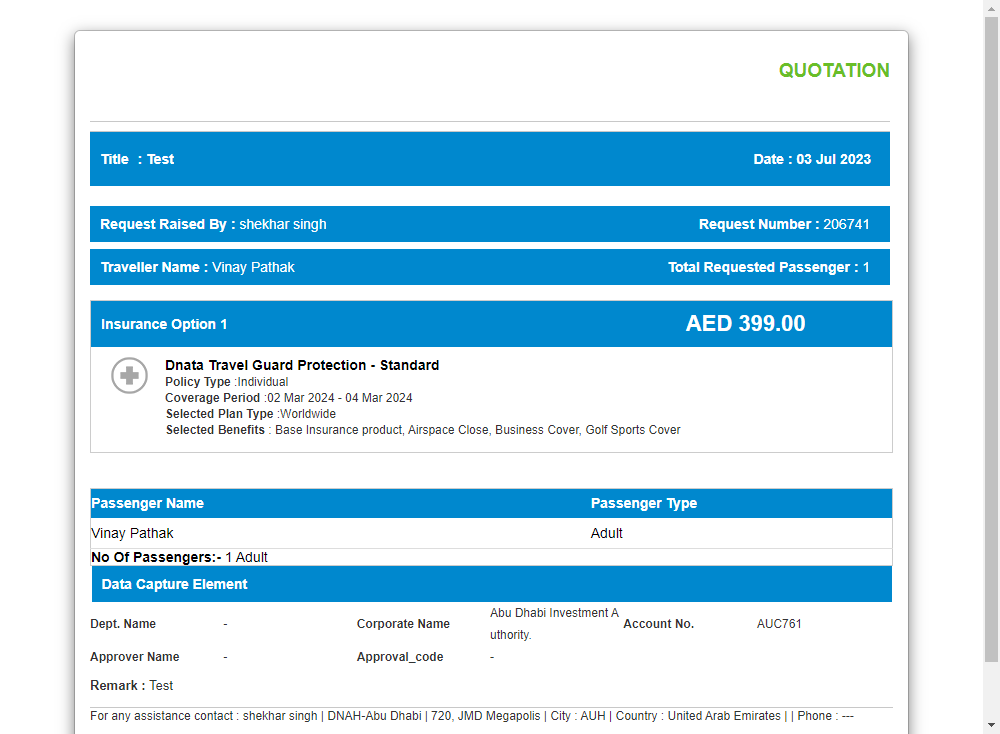 QUOTATION
Title : Test Date : 03 Jul 2023
Request Raised By : shekhar singh Request Number : 206741
Traveller Name : Vinay Pathak Total Requested Passenger : 1
Insurance Option 1 AED 399.00
Dnata Travel Guard Protection - Standard
Policy Type :Individual
Coverage Period :02 Mar 2024 - 04 Mar 2024
Selected Plan Type :Worldwide
Selected Benefits : Base Insurance product, Airspace Close, Business Cover, Golf Sports Cover
Passenger Name Passenger Type
Vinay Pathak Adult
No Of Passengers:- 1 Adult
Data Capture Element
Dept. Name - Corporate Name Abu Dhabi Investment A
uthority. Account No. AUC761
Approver Name - Approval_code -
Remark : Test
For any assistance contact : shekhar singh | DNAH-Abu Dhabi | 720, JMD Megapolis | City : AUH | Country : United Arab Emirates | | Phone : ---